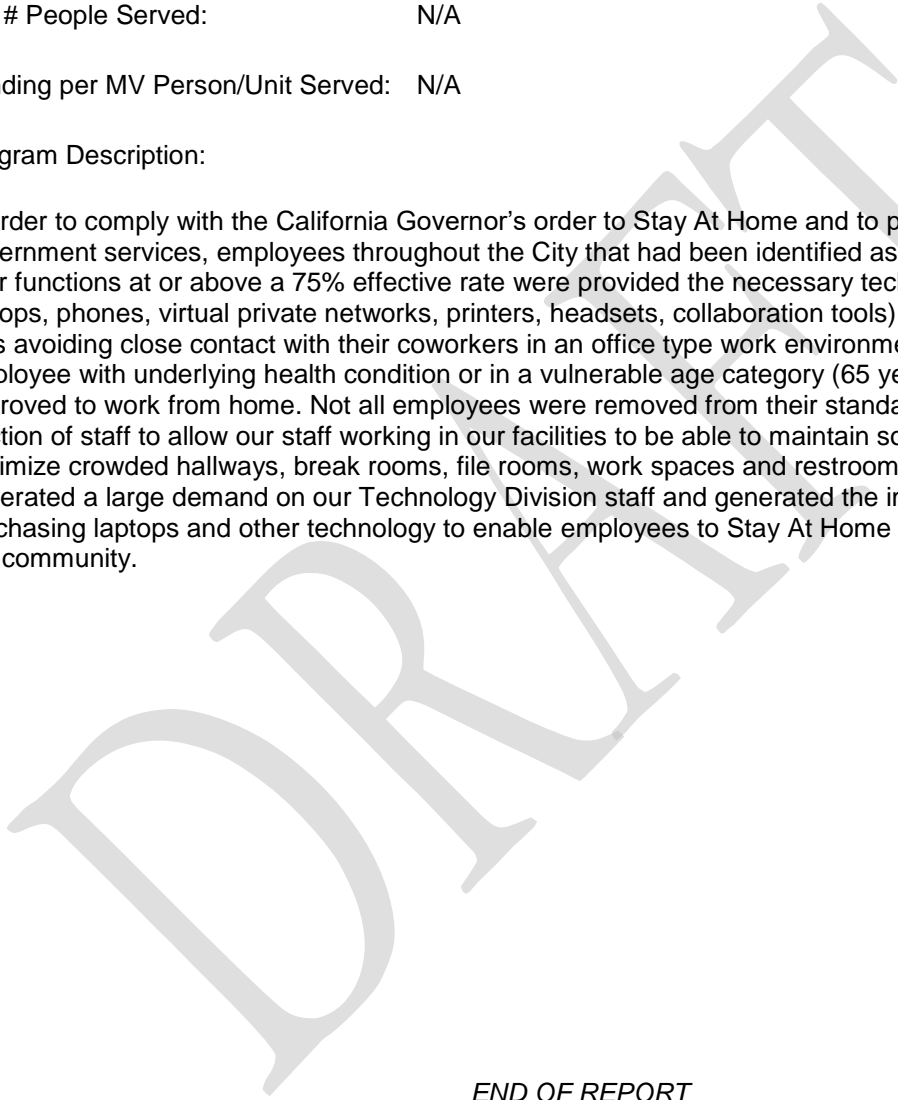 # People Served: N/A
nding per MV Person/Unit Served: N/A
gram Description:
rder to comply with the California Governor's order to Stay At Home and to p
ernment services, employees throughout the City that had been identified as
r functions at or above a 75% effective rate were provided the necessary tec
ops, phones, virtual private networks, printers, headsets, collaboration tools)
s avoiding close contact with their coworkers in an office type work environme
ployee with underlying health condition or in a vulnerable age category (65 ye
roved to work from home. Not all employees were removed from their standa
ction of staff to allow our staff working in our facilities to be able to maintain so
imize crowded hallways, break rooms, file rooms, work spaces and restroom
erated a large demand on our Technology Division staff and generated the i
chasing laptops and other technology to enable employees to Stay At Home
community.
DRAFT
END OF REPORT